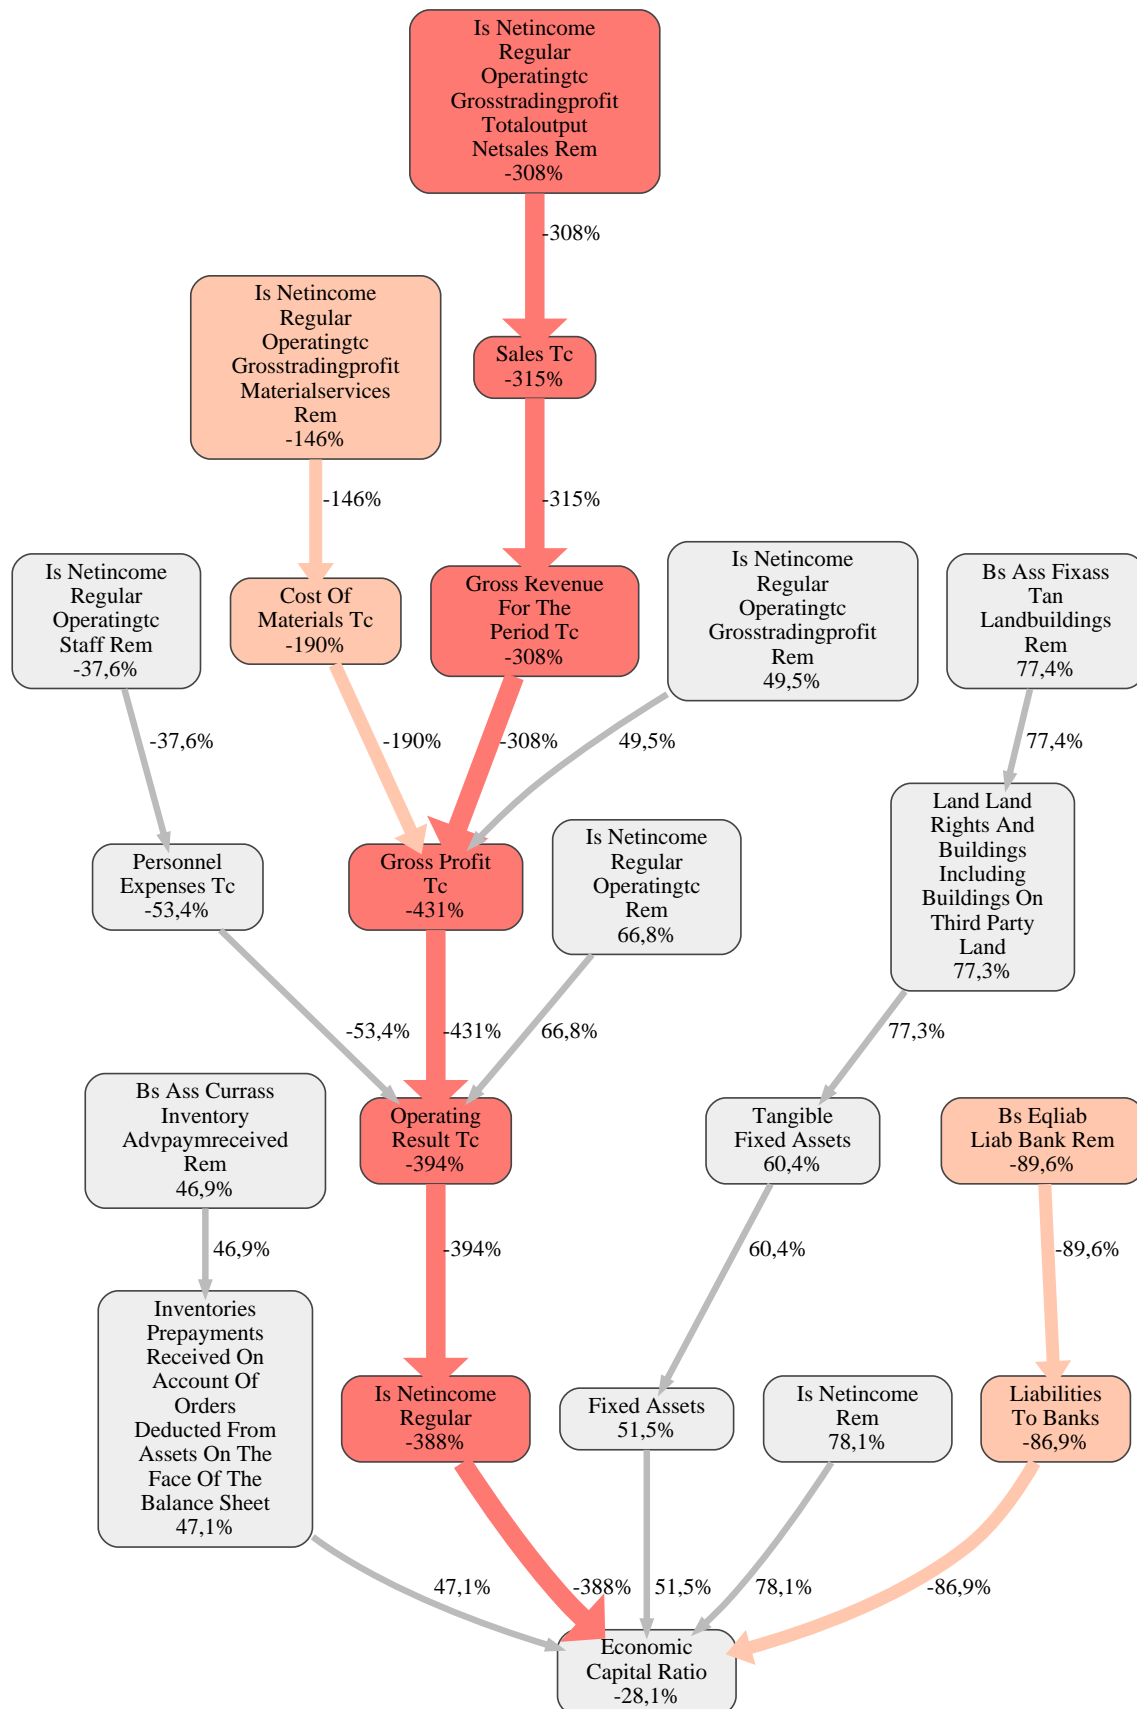 Is Netincome
Regular
Operatingtc
Grosstradingprofit
Totaloutput
Netsales Rem
-308%
-308%
Is Netincome
Regular
Operatingtc
Grosstradingprofit
Materialservices
Rem
-146%
Sales Tc
-315%
-146%
-315%
Is Netincome
Regular
Operatingtc
Staff Rem
-37,6%
Cost Of
Materials Tc
-190%
Gross Revenue
For The
Period Tc
-308%
Is Netincome
Regular
Operatingtc
Grosstradingprofit
Rem
49,5%
Bs Ass Fixass
Tan
Landbuildings
Rem
77,4%
-37,6%
-190%
-308%
49,5%
77,4%
Personnel
Expenses Tc
-53,4%
Gross Profit
Tc
-431%
Is Netincome
Regular
Operatingtc
Rem
66,8%
Land Land
Rights And
Buildings
Including
Buildings On
Third Party
Land
77,3%
-53,4%
-431%
66,8%
77,3%
Bs Ass Currass
Inventory
Advpaymreceived
Rem
46,9%
Operating
Result Tc
-394%
Tangible
Fixed Assets
60,4%
Bs Eqliab
Liab Bank Rem
-89,6%
46,9%
-394%
60,4%
-89,6%
Inventories
Prepayments
Received On
Account Of
Orders
Deducted From
Assets On The
Face Of The
Balance Sheet
47,1%
Is Netincome
Regular
-388%
Fixed Assets
51,5%
Is Netincome
Rem
78,1%
Liabilities
To Banks
-86,9%
47,1%
-388%
51,5%
78,1%
-86,9%
Economic
Capital Ratio
-28,1%